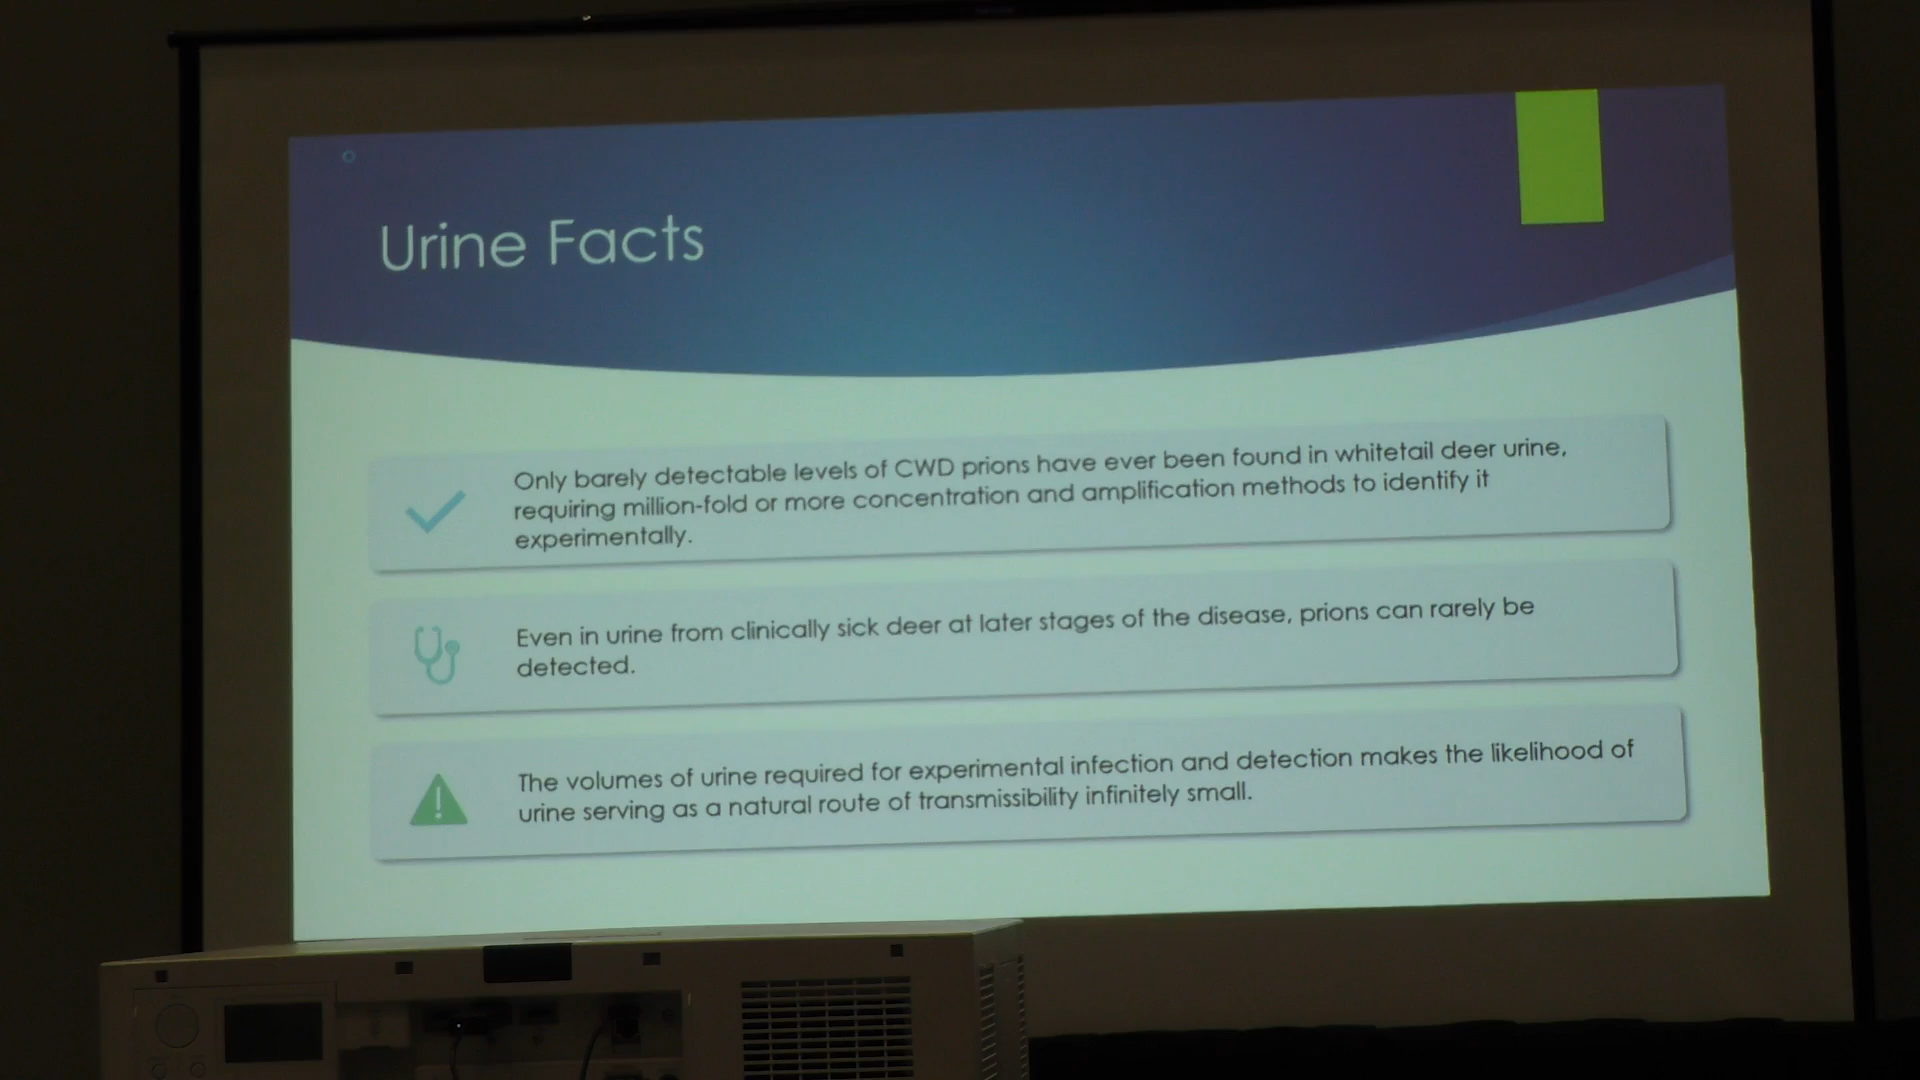 Urine Facts
Only barely detectable levels of CWD prions have ever been found in whitetail deer urine,
requiring million-fold or more concentration and amplification methods to identify it
experimentally.
Even in urine from clinically sick deer at later stages of the disease, prions can rarely be
detected.
The volumes of urine required for experimental infection and detection makes the likelihood of
urine serving as a natural route of transmissibility infinitely small.